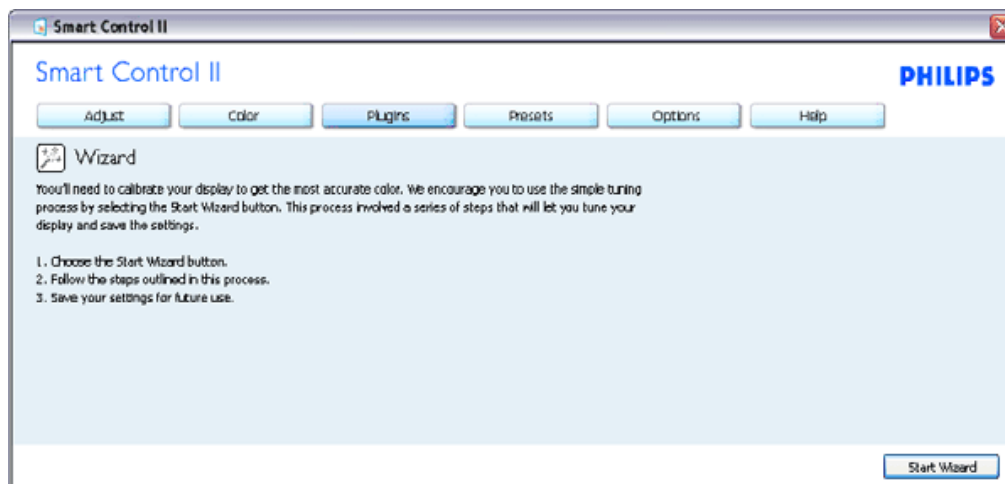 Smart Control II
Smart Control II
PHILIPS
Adjust Color Plugins Presets Options Help
Wizard
Yoou'll need to calibrate your display to get the most accurate color. We encourage you to use the simple tuning
process by selecting the Start Wizard button. This process involved a series of steps that will let you tune your
display and save the settings.
1. Choose the Start Wizard button.
2. Follow the steps outlined in this process.
3. Save your settings for future use.
Start Wizard